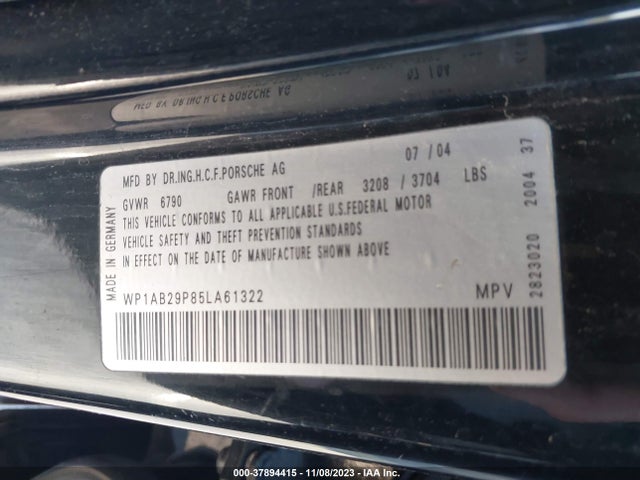 MFD BY DR.ING.H.C.F.PORSCHE AG 07 / 04
GVWR 6790 GAWR FRONT /REAR 3208 / 3704 LBS
THIS VEHICLE CONFORMS TO ALL APPLICABLE U.S.FEDERAL MOTOR
VEHICLE SAFETY AND THEFT PREVENTION STANDARDS
IN EFFECT ON THE DATE OF MANUFACTURE SHOWN ABOVE
WP1AB29P85LA61322 MPV
MADE IN GERMANY
2823020 2004 37
000-37894415 - 11/08/2023 - IAA Inc.